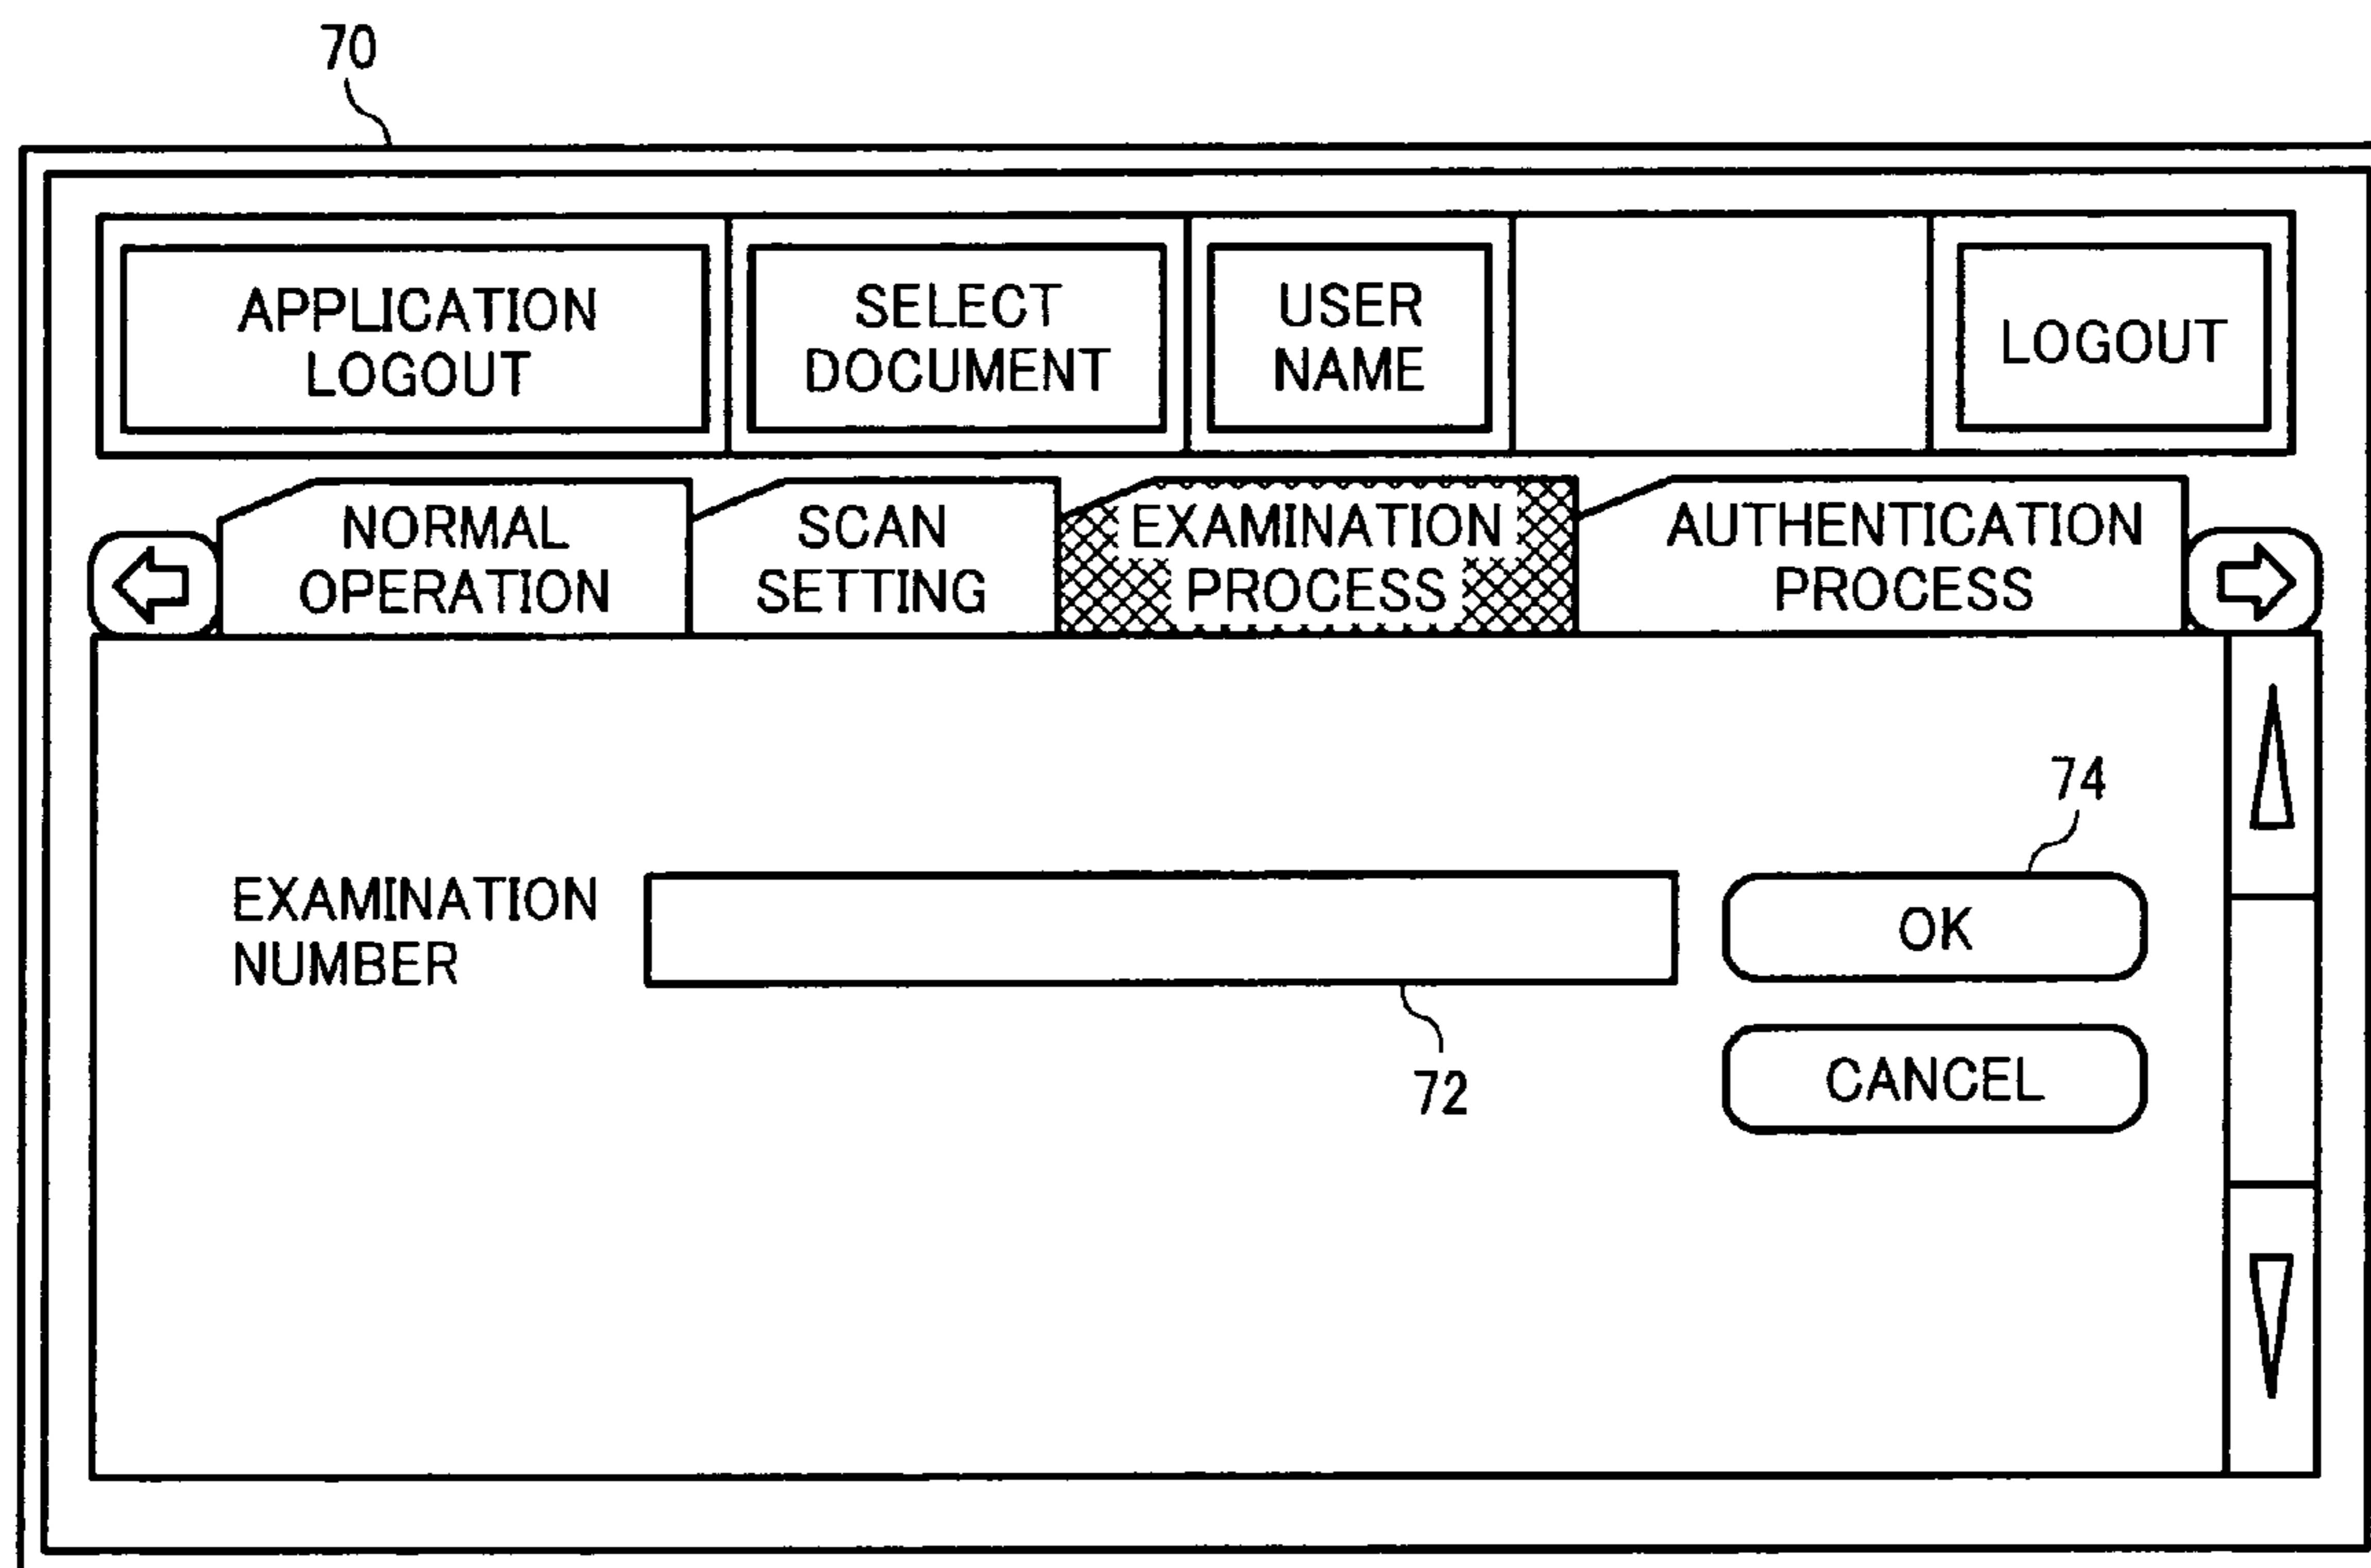 70
APPLICATION
LOGOUT
SELECT
DOCUMENT
USER
NAME
LOGOUT
NORMAL
OPERATION
SCAN
SETTING
EXAMINATION
PROCESS
AUTHENTICATION
PROCESS
74
EXAMINATION
NUMBER
OK
72
CANCEL